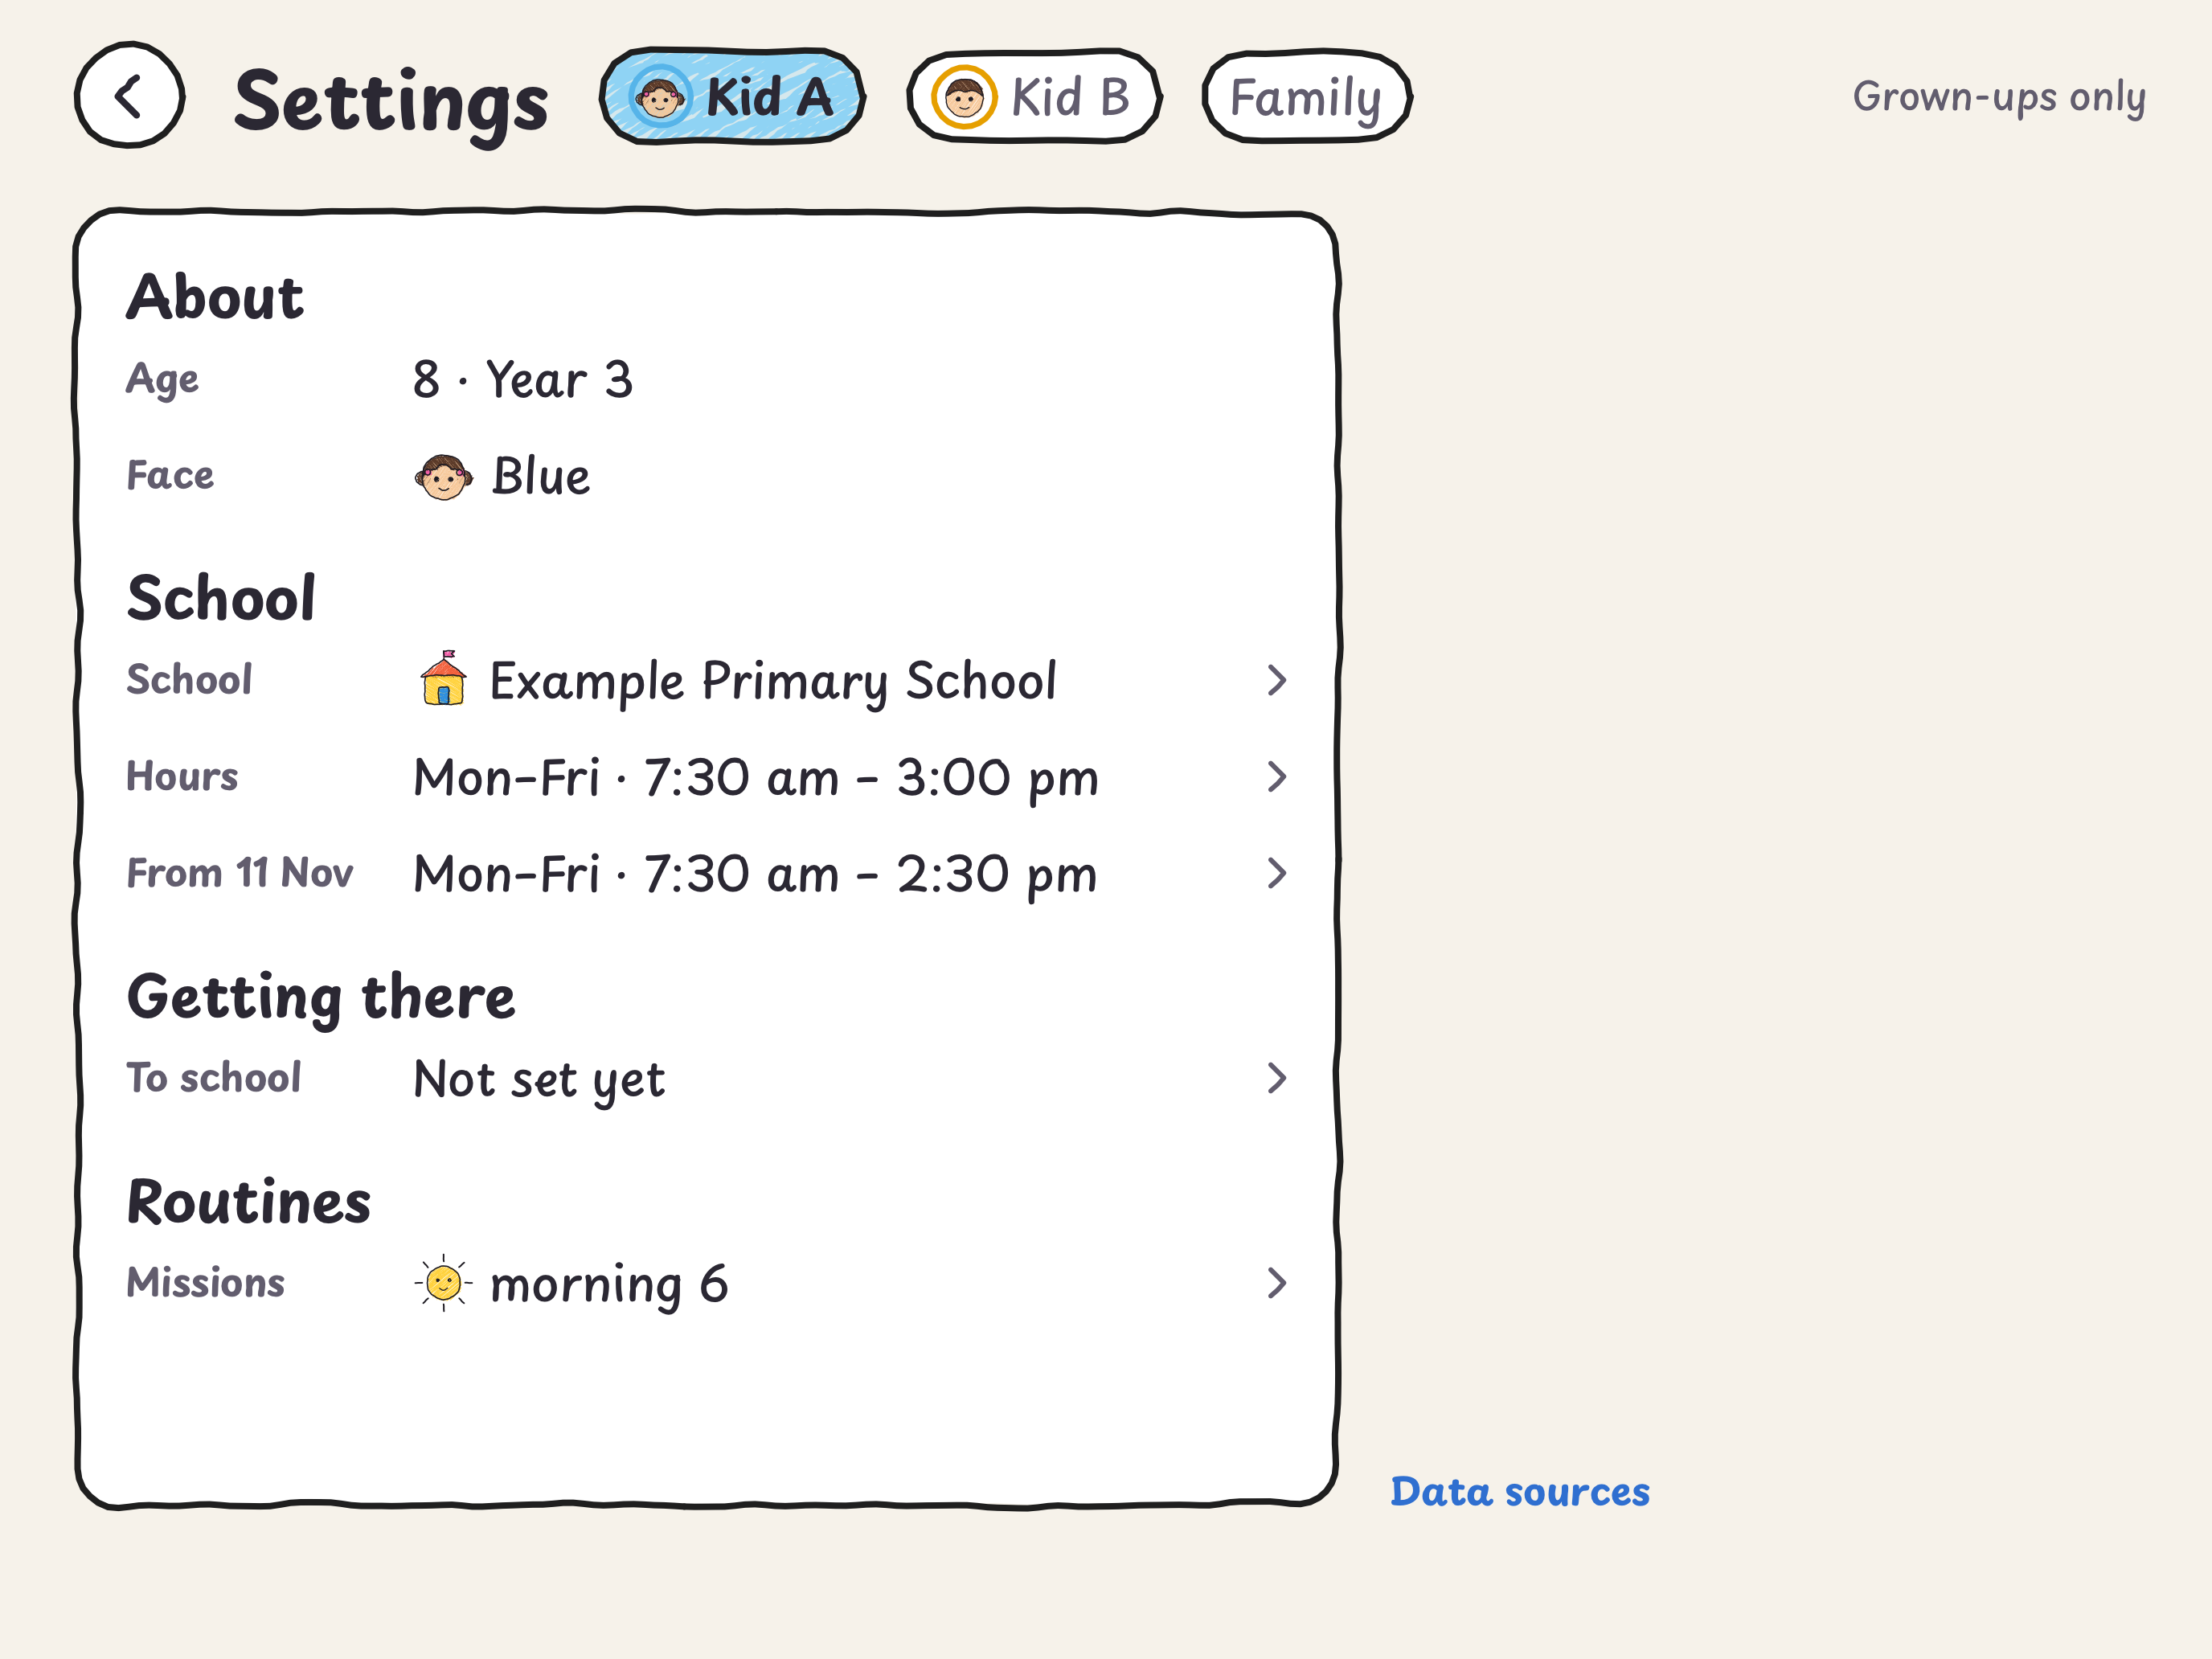 Settings
Kid A
Kid B
Family
Grown-ups only
About
Age 8 · Year 3
Face Blue
School
School Example Primary School
Hours Mon-Fri · 7:30 am - 3:00 pm
From 11 Nov Mon-Fri · 7:30 am - 2:30 pm
Getting there
To school Not set yet
Routines
Missions morning 6
Data sources